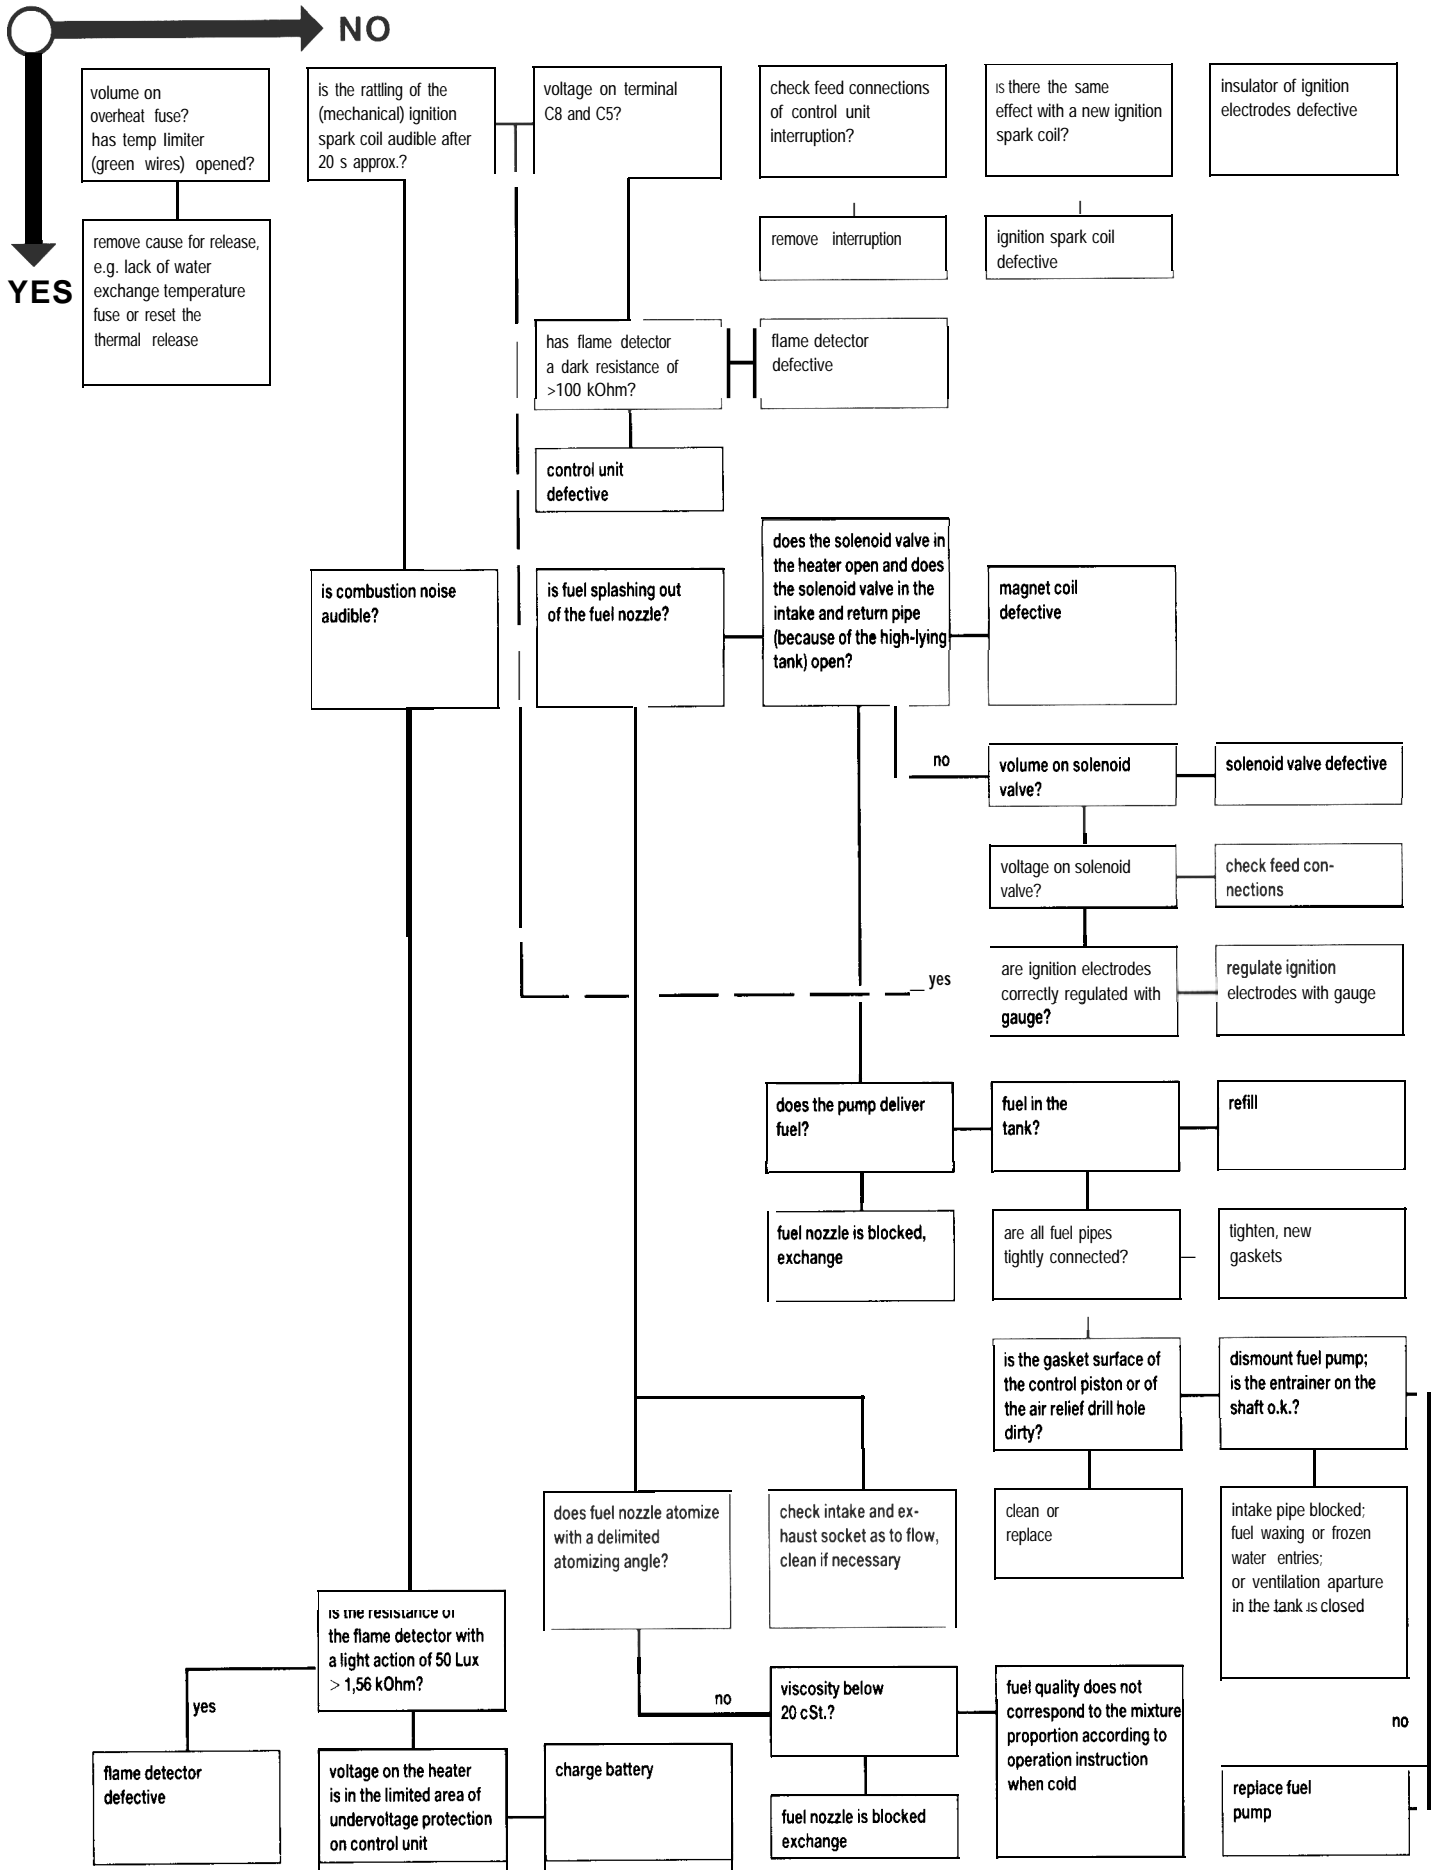 NO
YES
volume on
overheat fuse?
has temp limiter
(green wires) opened?
is the rattling of the
(mechanical) ignition
spark coil audible after
20 s approx.?
voltage on terminal
C8 and C5?
check feed connections
of control unit
interruption?
is there the same
effect with a new ignition
spark coil?
insulator of ignition
electrodes defective
remove cause for release,
e.g. lack of water
exchange temperature
fuse or reset the
thermal release
remove interruption
ignition spark coil
defective
has flame detector
a dark resistance of
>100 kOhm?
flame detector
defective
control unit
defective
is combustion noise
audible?
is fuel splashing out
of the fuel nozzle?
does the solenoid valve in
the heater open and does
the solenoid valve in the
intake and return pipe
(because of the high-lying
tank) open?
magnet coil
defective
no
volume on solenoid
valve?
solenoid valve defective
voltage on solenoid
valve?
check feed con-
nections
yes
are ignition electrodes
correctly regulated with
gauge?
regulate ignition
electrodes with gauge
does the pump deliver
fuel?
fuel in the
tank?
refill
fuel nozzle is blocked,
exchange
are all fuel pipes
tightly connected?
tighten, new
gaskets
is the gasket surface of
the control piston or of
the air relief drill hole
dirty?
dismount fuel pump;
is the entrainer on the
shaft o.k.?
does fuel nozzle atomize
with a delimited
atomizing angle?
check intake and ex-
haust socket as to flow,
clean if necessary
clean or
replace
intake pipe blocked;
fuel waxing or frozen
water entries;
or ventilation aparture
in the tank is closed
is the resistance of
the flame detector with
a light action of 50 Lux
> 1,56 kOhm?
yes
no
viscosity below
20 cSt.?
fuel quality does not
correspond to the mixture
proportion according to
operation instruction
when cold
no
flame detector
defective
voltage on the heater
is in the limited area of
undervoltage protection
on control unit
charge battery
fuel nozzle is blocked
exchange
replace fuel
pump